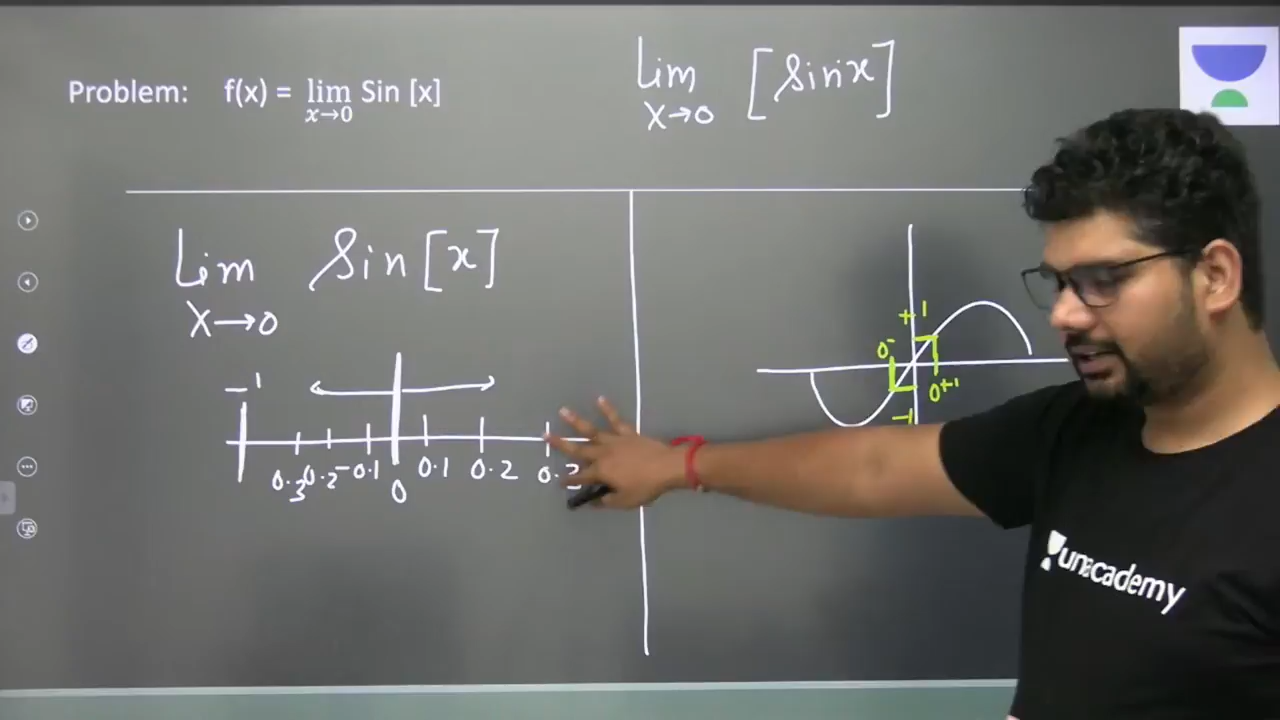 Problem: f(x) = lim Sin [x]
x→0
Lim [Sin x]
X→0
Lim Sin [x]
X→0
-1
0.3 0.2 -0.1 0 0.1 0.2 0.3
+1
0-
0+1
-1
unacademy